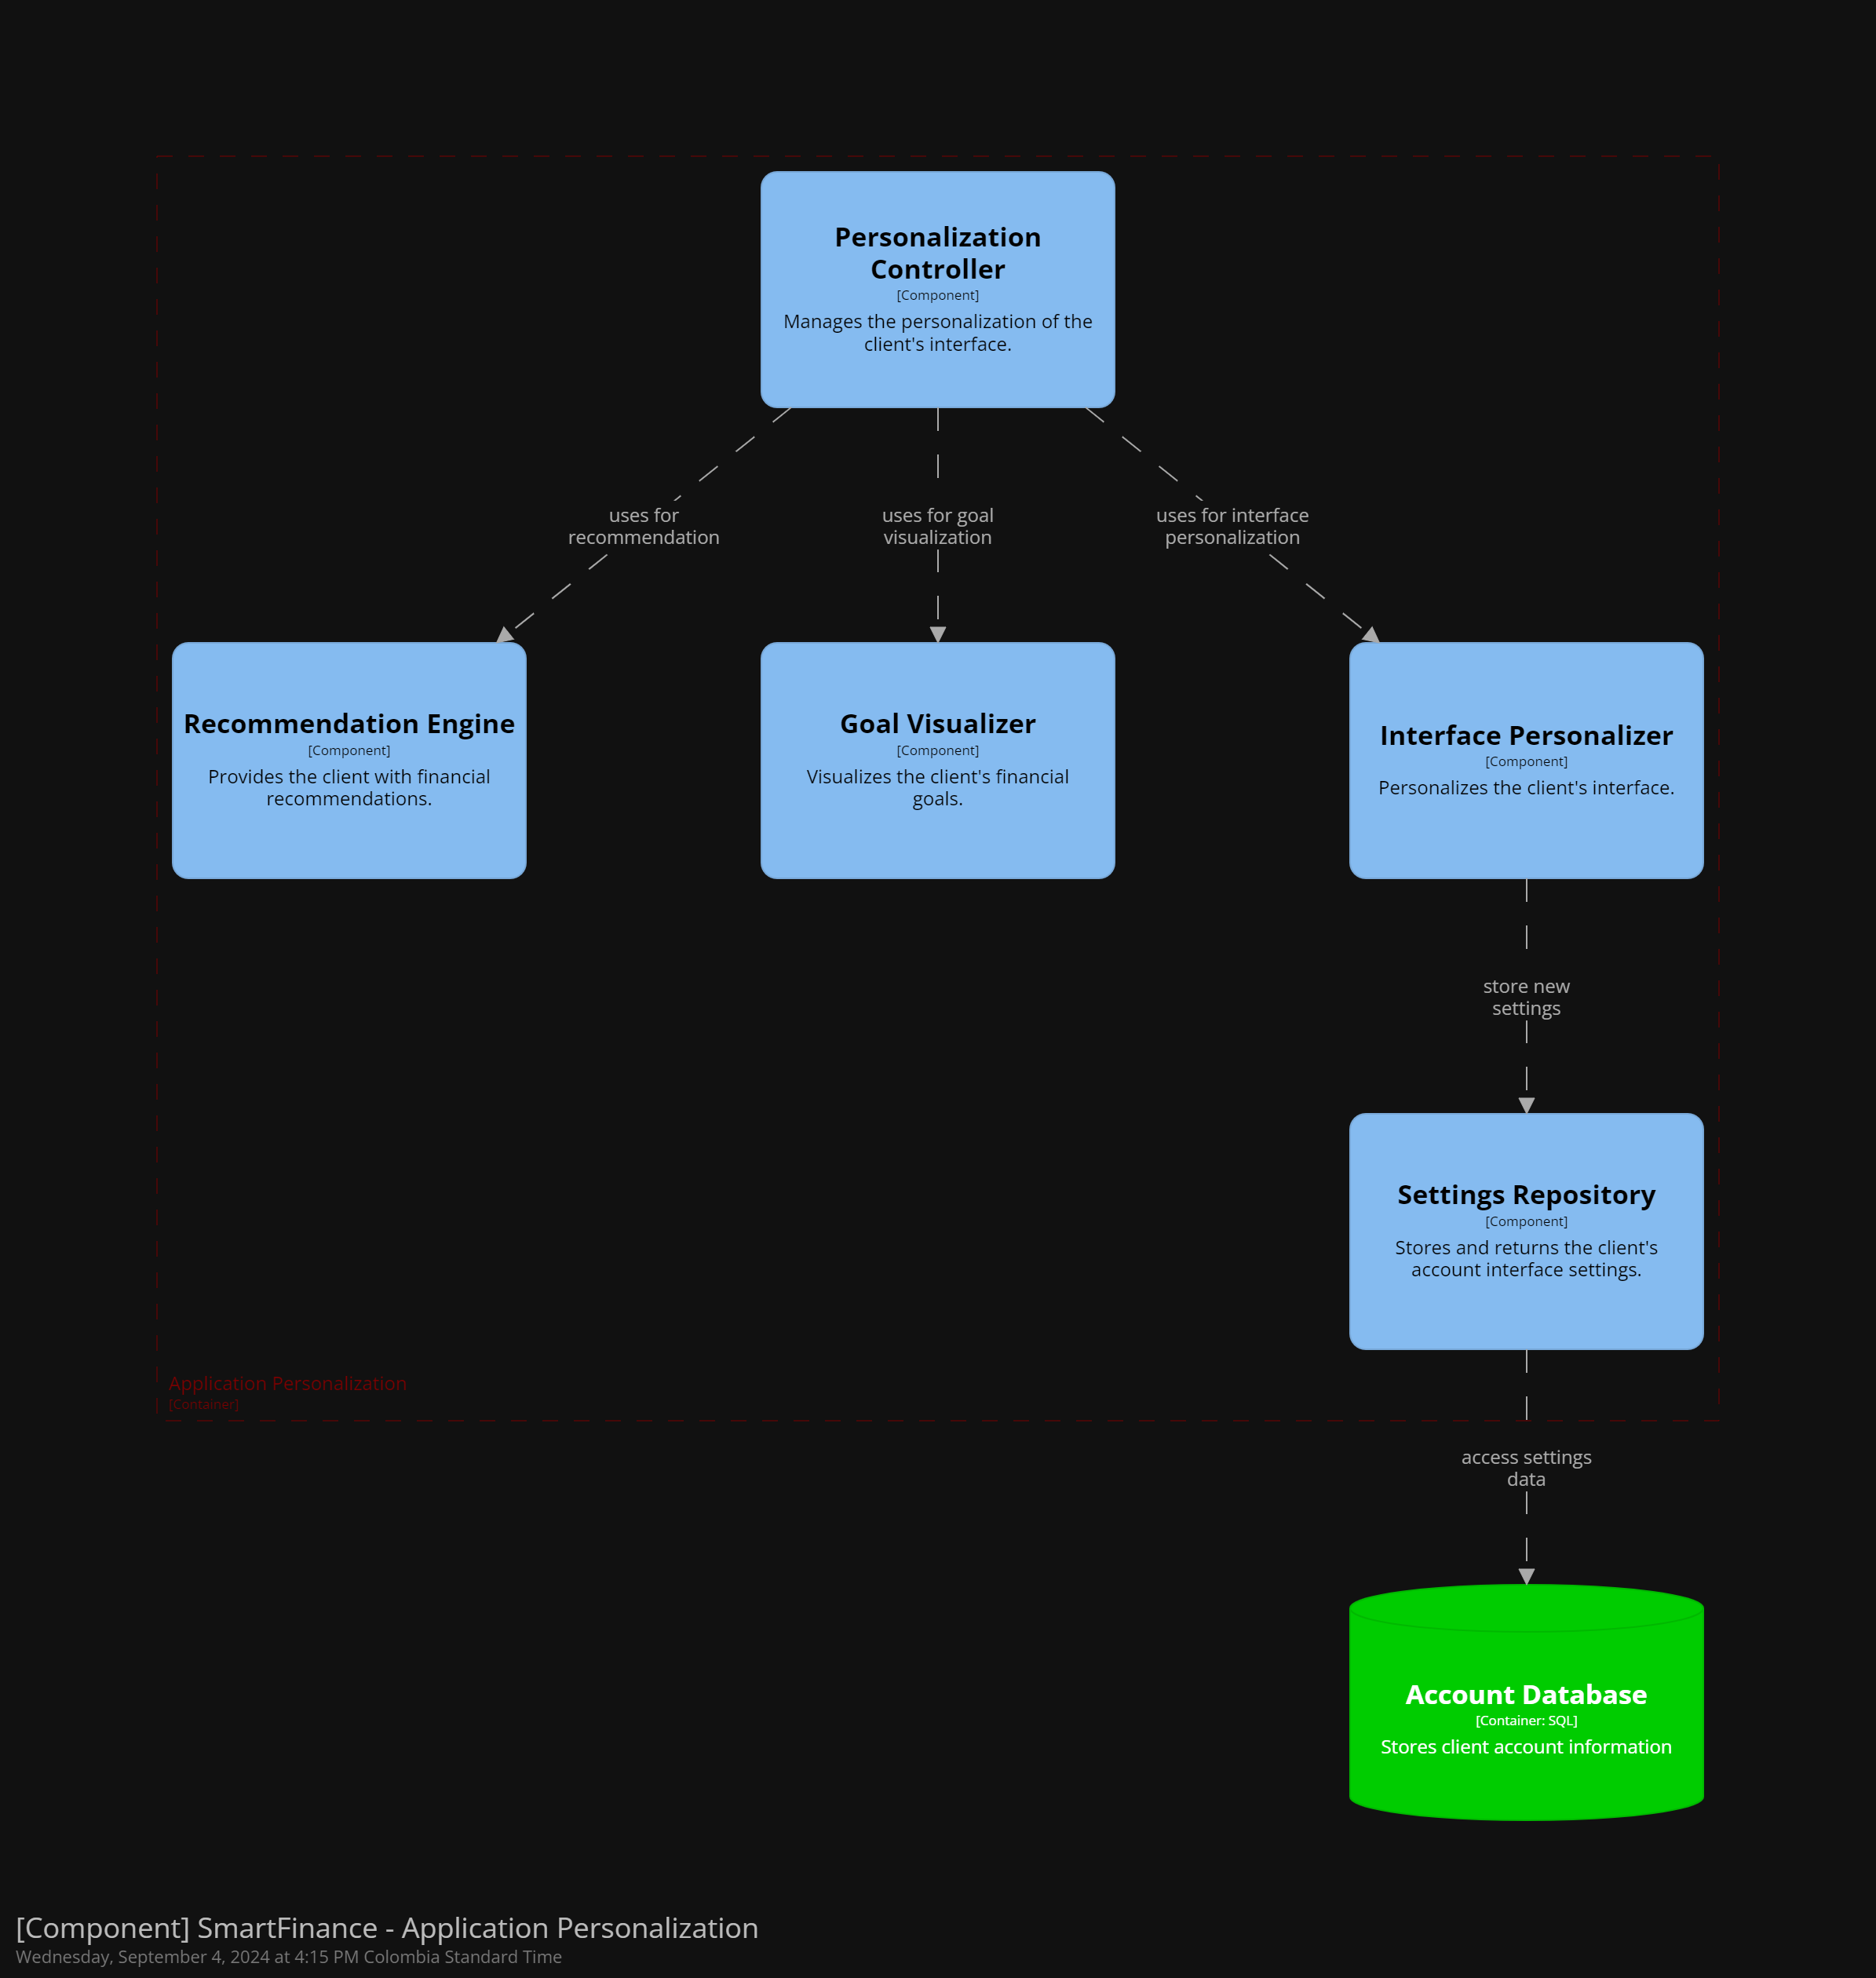 Personalization
Controller
[Component]
Manages the personalization of the
client's interface.
uses for
recommendation
uses for goal
visualization
uses for interface
personalization
Recommendation Engine
[Component]
Provides the client with financial
recommendations.
Goal Visualizer
[Component]
Visualizes the client's financial
goals.
Interface Personalizer
[Component]
Personalizes the client's interface.
store new
settings
Settings Repository
[Component]
Stores and returns the client's
account interface settings.
Application Personalization
[Container]
access settings
data
Account Database
[Container: SQL]
Stores client account information
[Component] SmartFinance - Application Personalization
Wednesday, September 4, 2024 at 4:15 PM Colombia Standard Time